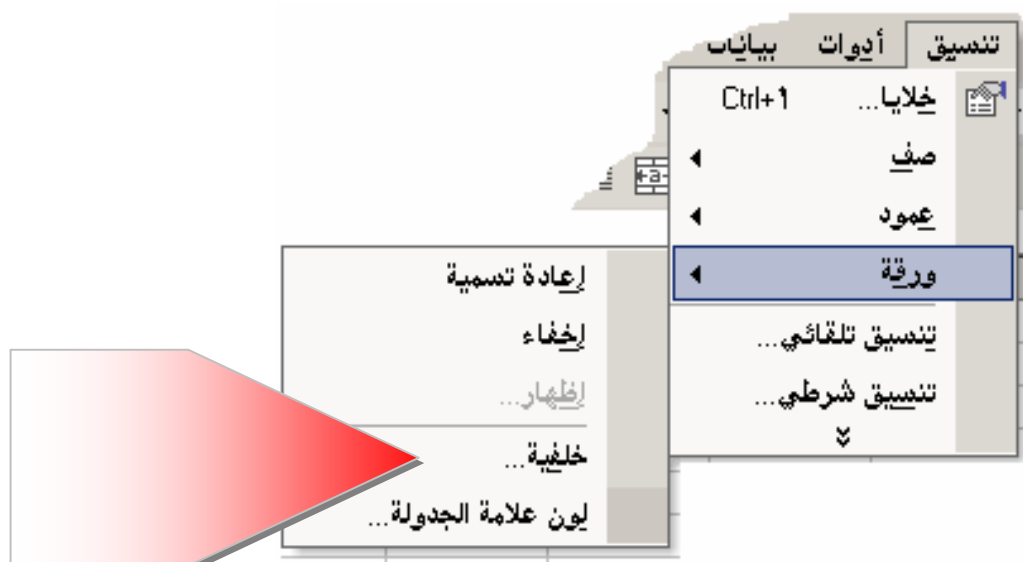 تنسيق أدوات بيانات
خلايا... Ctrl+1
صف
عمود
ورقة
تنسيق تلقائي...
تنسيق شرطي...
إعادة تسمية
إخفاء
إظهار...
خلفية...
لون علامة الجدولة...